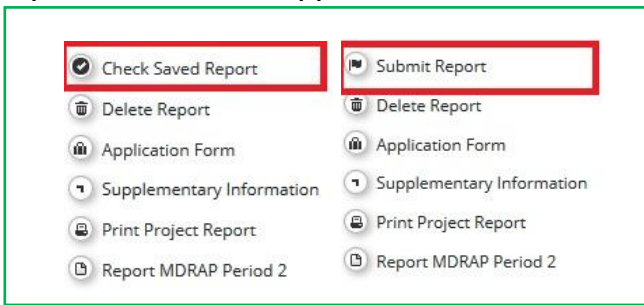 Check Saved Report
Delete Report
Application Form
Supplementary Information
Print Project Report
Report MDRAP Period 2
Submit Report
Delete Report
Application Form
Supplementary Information
Print Project Report
Report MDRAP Period 2